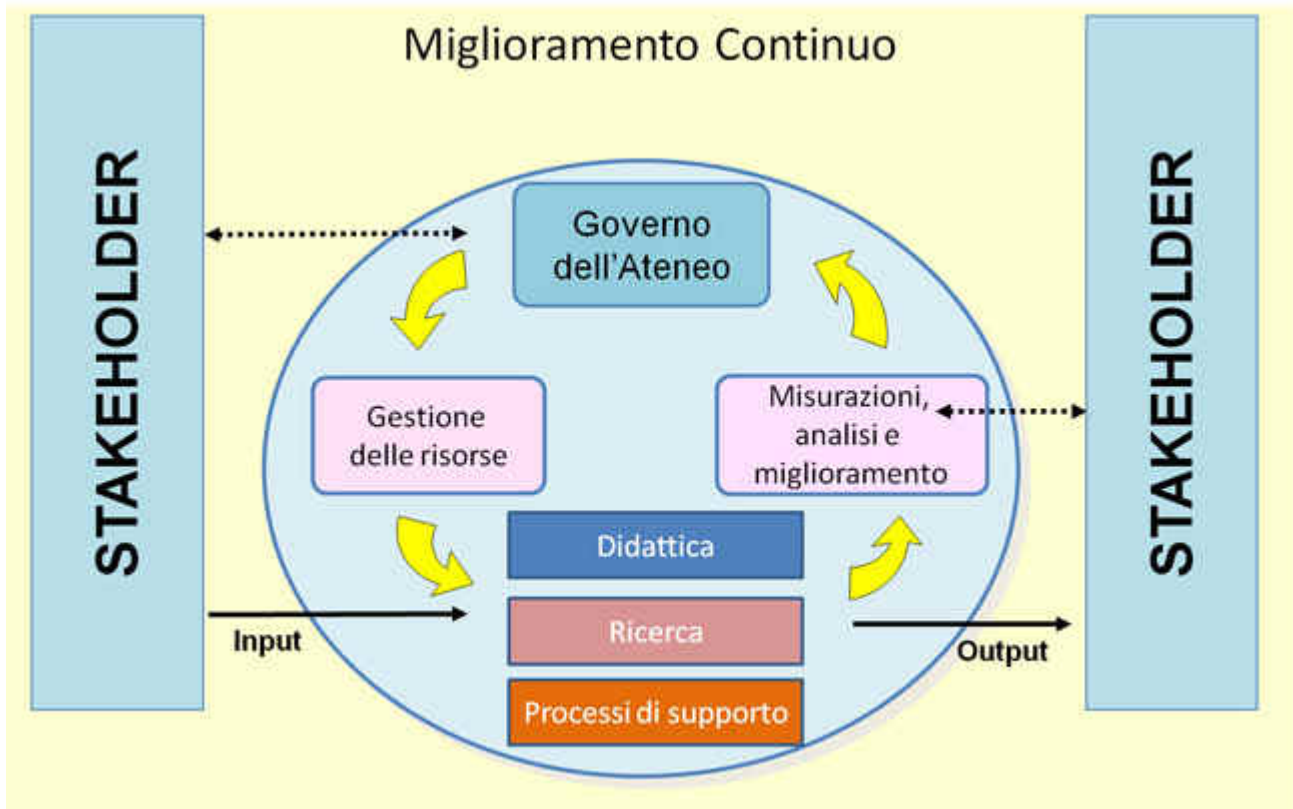 Miglioramento Continuo
STAKEHOLDER
Governo
dell'Ateneo
Gestione
delle risorse
Misurazioni,
analisi e
miglioramento
Didattica
Ricerca
Processi di supporto
Input
Output
STAKEHOLDER